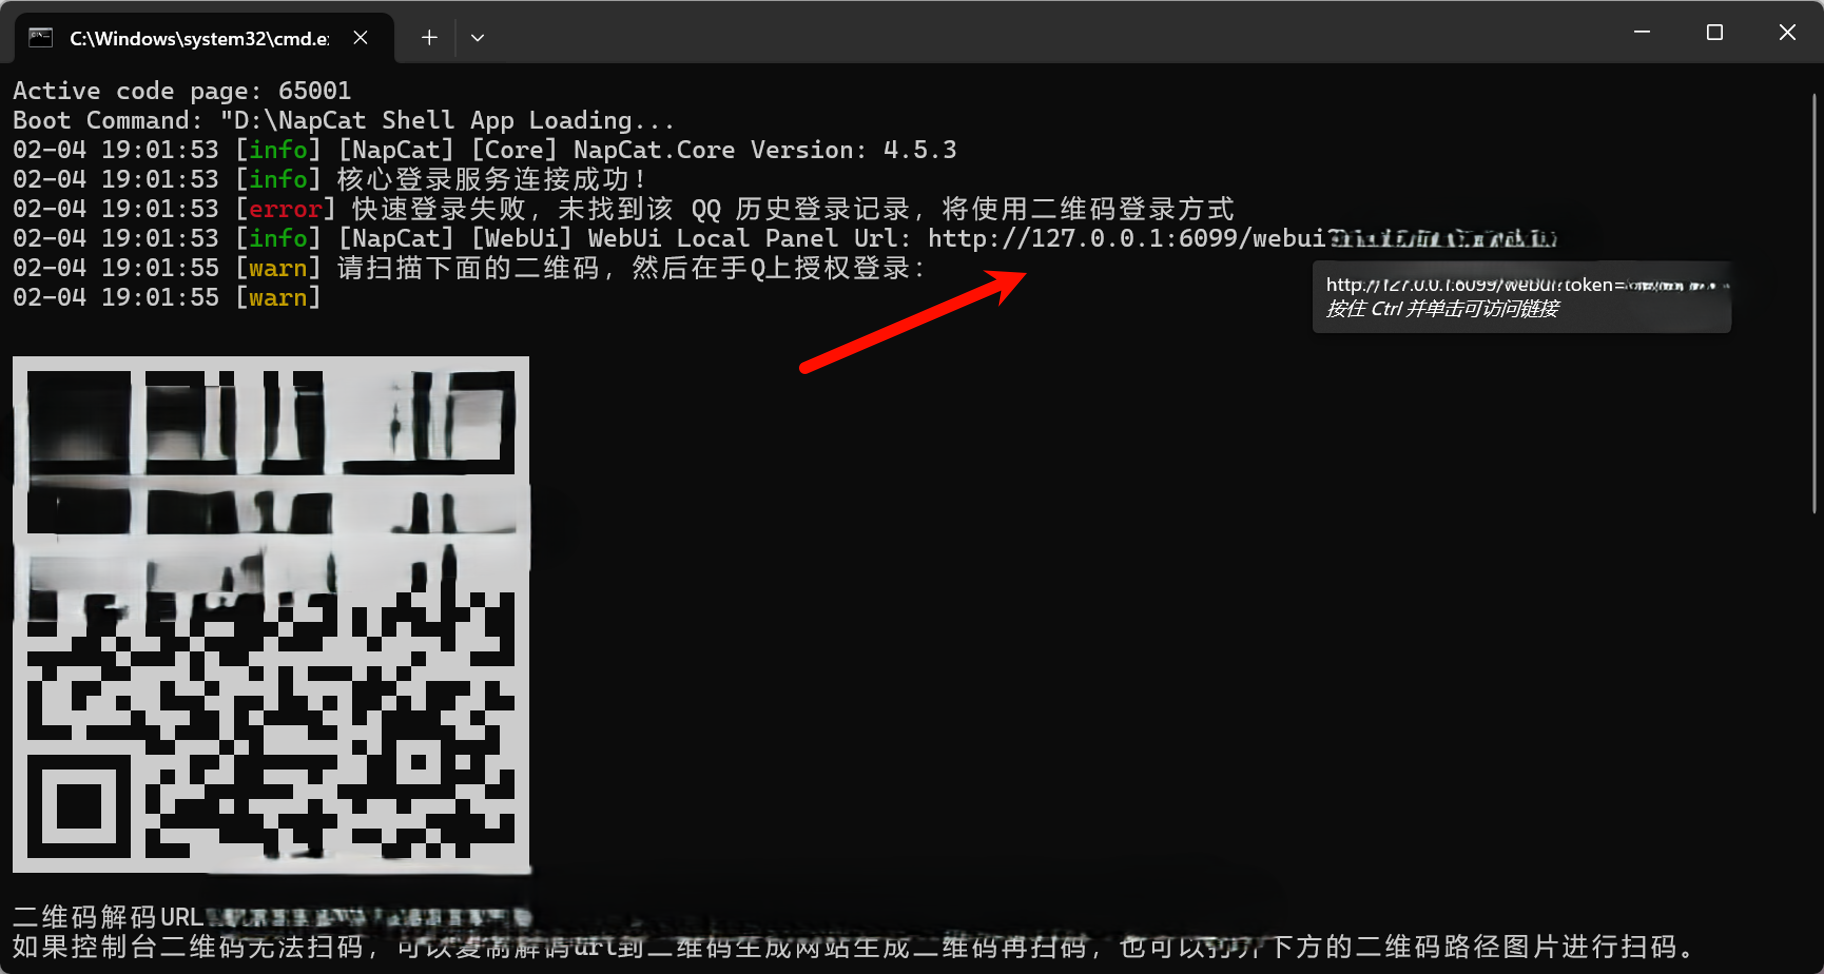 C:\Windows\system32\cmd.e
Active code page: 65001
Boot Command: "D:\NapCat Shell App Loading...
02-04 19:01:53 [info] [NapCat] [Core] NapCat.Core Version: 4.5.3
02-04 19:01:53 [info] 核心登录服务连接成功!
02-04 19:01:53 [error] 快速登录失败, 未找到该 QQ 历史登录记录, 将使用二维码登录方式
02-04 19:01:53 [info] [NapCat] [WebUi] WebUi Local Panel Url: http://127.0.0.1:6099/webui
02-04 19:01:55 [warn] 请扫描下面的二维码, 然后在手Q上授权登录:
02-04 19:01:55 [warn]
http://127.0.0.1:6099/webui?token=
按住 Ctrl 并单击可访问链接
二维码解码URL
如果控制台二维码无法扫码, 可以复制解码url到二维码生成网站生成二维码再扫码, 也可以打开下方的二维码路径图片进行扫码。